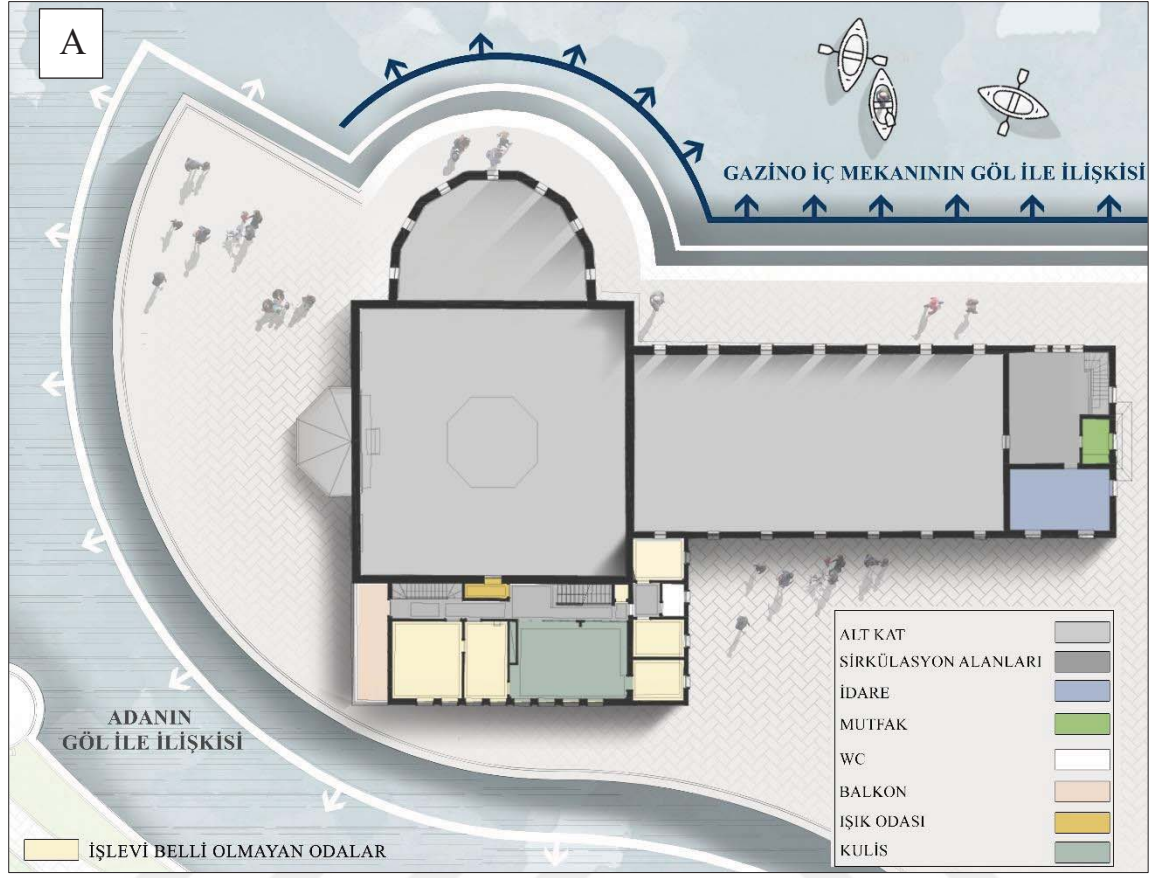 A
GAZİNO İÇ MEKANININ GÖL İLE İLİŞKİSİ
ADANIN
GÖL İLE İLİŞKİSİ
ALT KAT
SİRKÜLASYON ALANLARI
İDARE
MUTFAK
WC
BALKON
IŞIK ODASI
KULİS
İŞLEVİ BELLİ OLMAYAN ODALAR